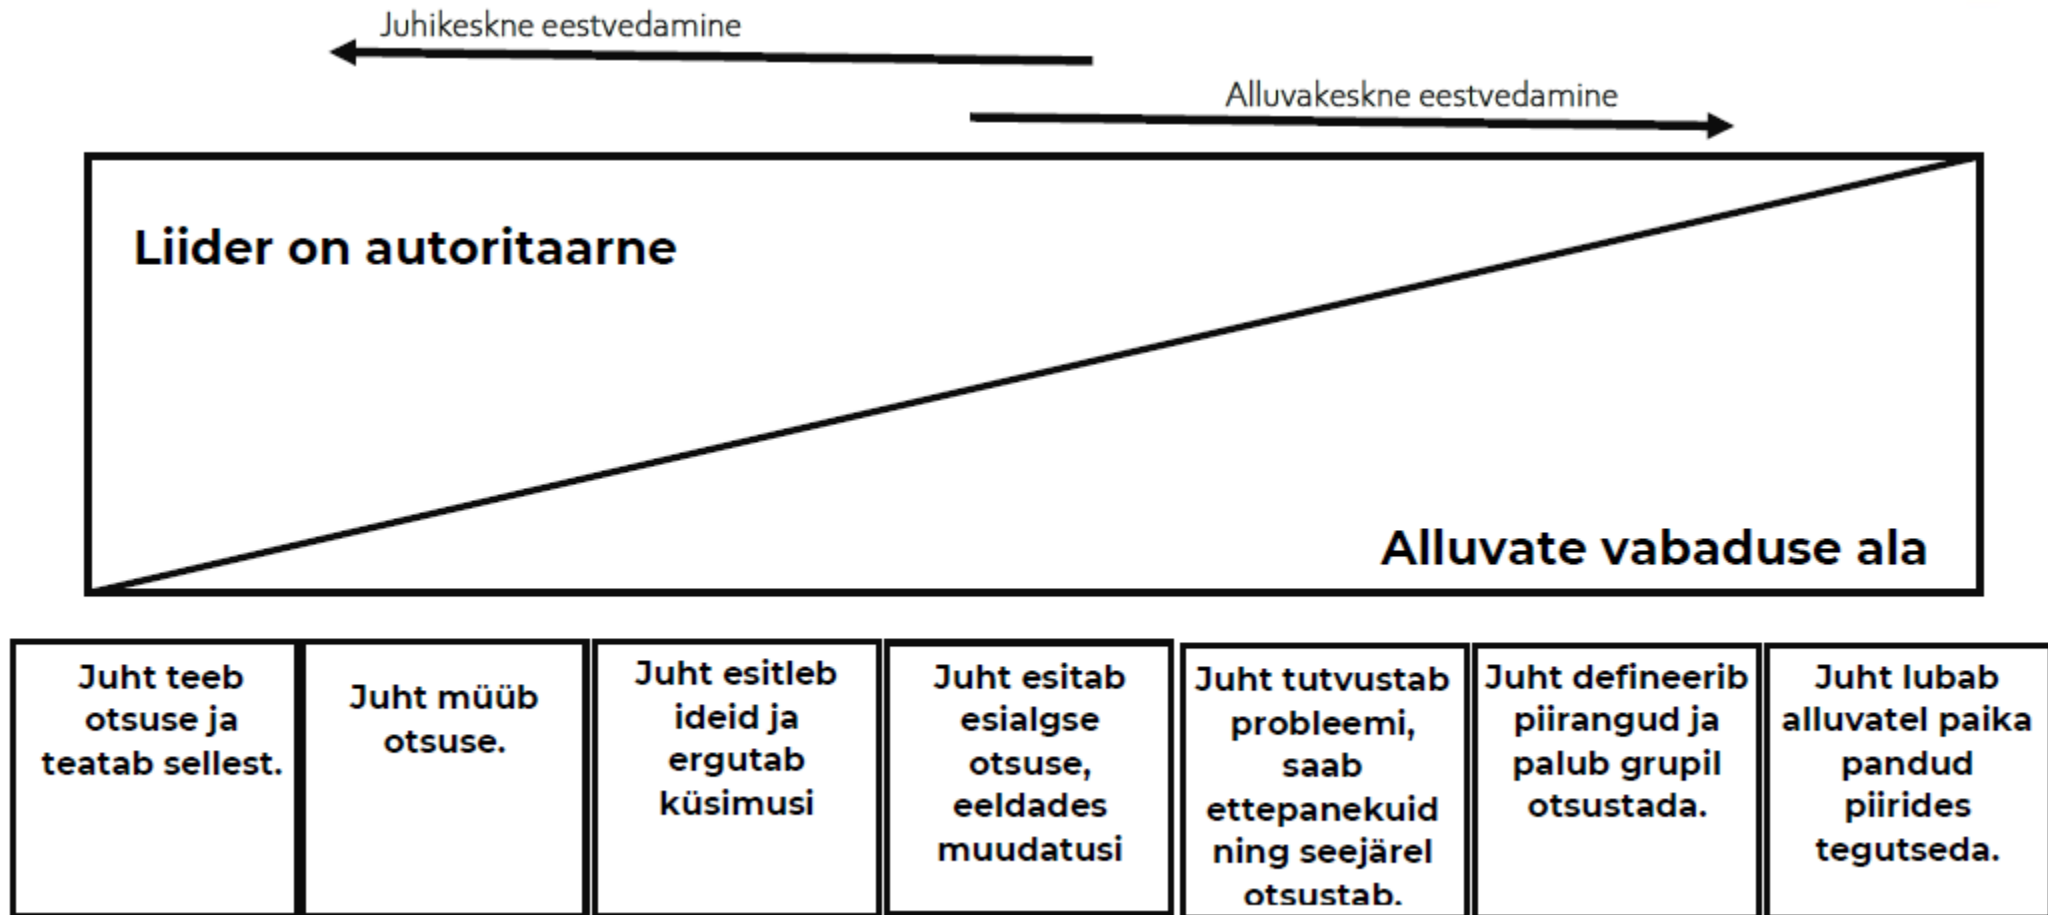 Juhikeskne eestvedamine
Alluvakeskne eestvedamine
Liider on autoritaarne
Alluvate vabaduse ala
Juht teeb
otsuse ja
teatab sellest.
Juht müüb
otsuse.
Juht esitleb
ideid ja
ergutab
küsimusi
Juht esitab
esialgse
otsuse,
eeldades
muudatusi
Juht tutvustab
probleemi,
saab
ettepanekuid
ning seejärel
otsustab.
Juht defineerib
piirangud ja
palub grupil
otsustada.
Juht lubab
alluvatel paika
pandud
piirides
tegutseda.